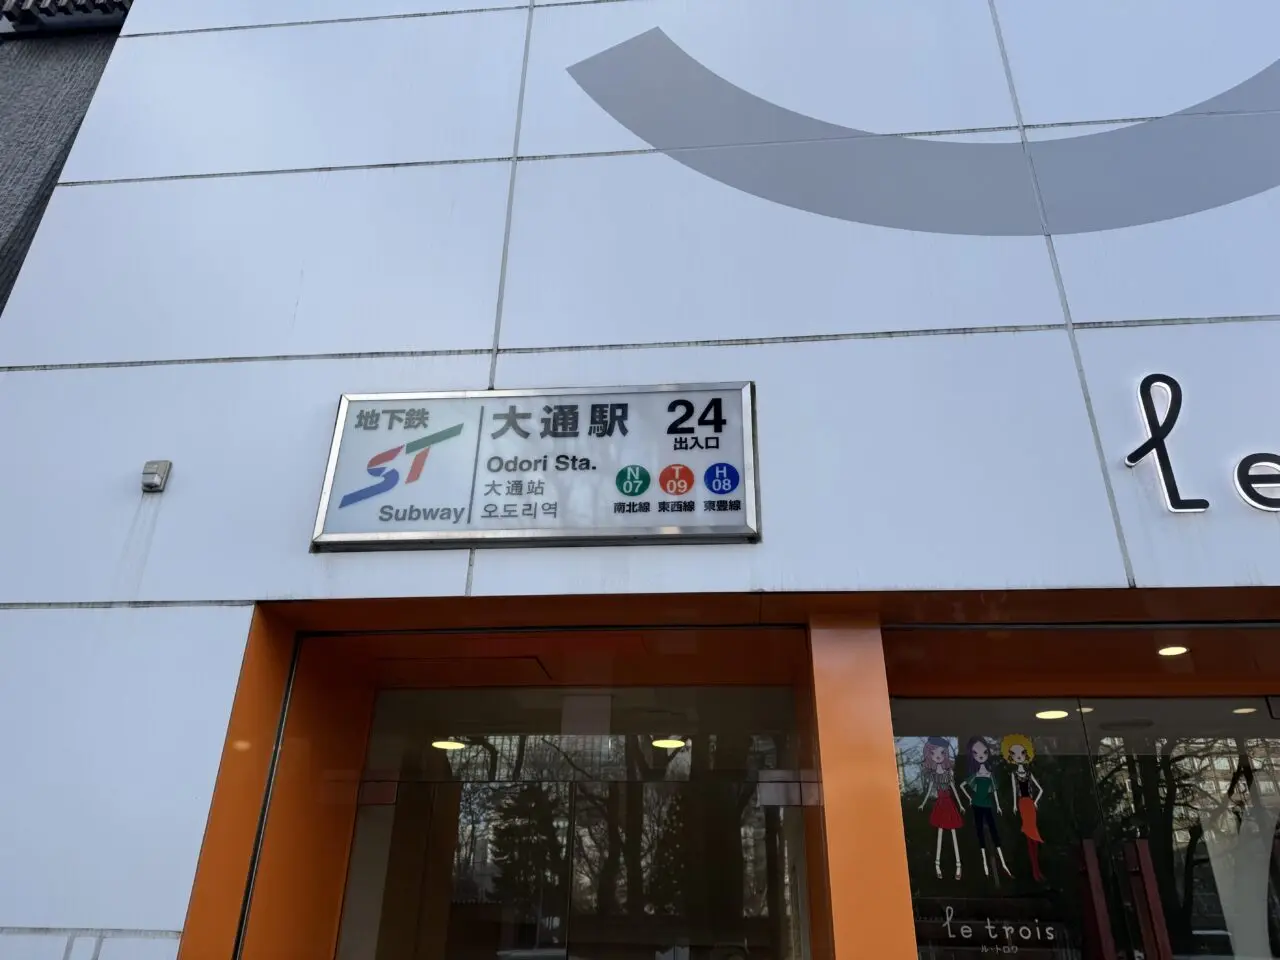 地下鉄
ST
Subway
大通駅
Odori Sta.
大通站
오도리역
24
出入口
N
07
南北線
T
09
東西線
H
08
東豊線
le
le trois
ル・トロワ